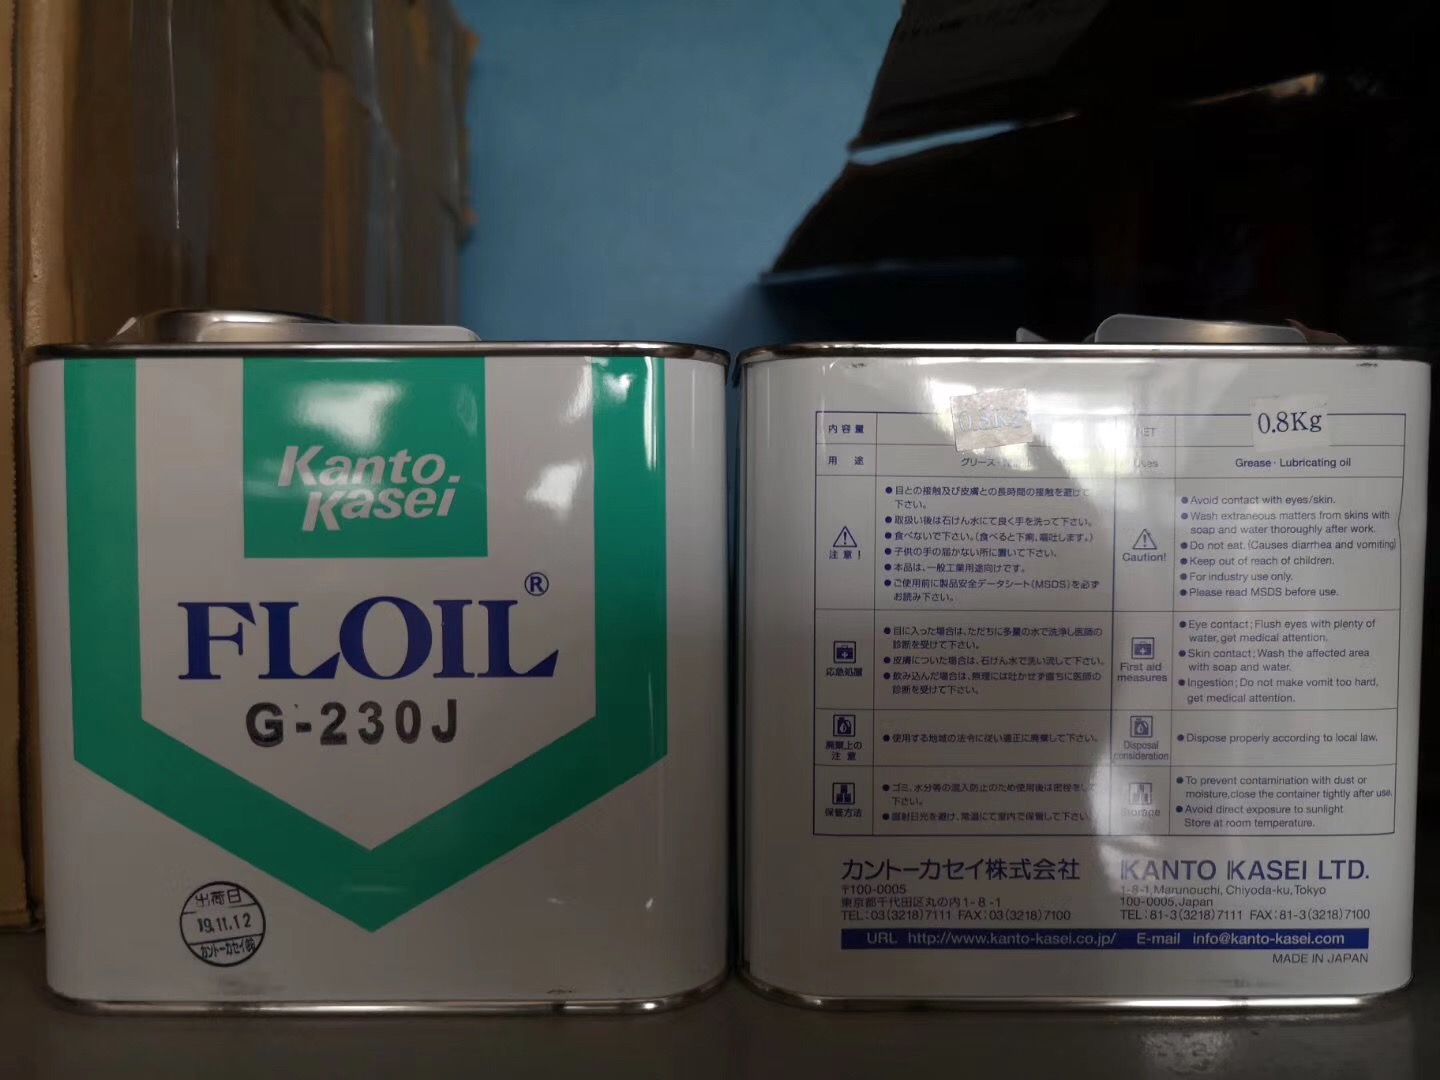 Kanto
Kasei
FLOIL®
G-230J
出荷日
19.11.12
カントーカセイ㈱
内容量
0.8Kg
NET
0.8Kg
用 途
グリース・
Uses
Grease・Lubricating oil
注意!
●目との接触及び皮膚との長時間の接触を避けて
下さい。
●取扱い後は石けん水にて良く手を洗って下さい。
●食べないで下さい。(食べると下痢、嘔吐します。)
●子供の手の届かない所に置いて下さい。
●本品は、一般工業用途向けです。
●ご使用前に製品安全データシート(MSDS)を必ず
お読み下さい。
Caution!
●Avoid contact with eyes/skin.
●Wash extraneous matters from skins with
soap and water thoroughly after work.
●Do not eat. (Causes diarrhea and vomiting)
●Keep out of reach of children.
●For industry use only.
●Please read MSDS before use.
応急処置
●目に入った場合は、ただちに多量の水で洗浄し医師の
診断を受けて下さい。
●皮膚についた場合は、石けん水で洗い流して下さい。
●飲み込んだ場合は、無理には吐かせず直ちに医師の
診断を受けて下さい。
First aid
measures
●Eye contact; Flush eyes with plenty of
water, get medical attention.
●Skin contact; Wash the affected area
with soap and water.
●Ingestion; Do not make vomit too hard,
get medical attention.
廃棄上の
注 意
●使用する地域の法令に従い適正に廃棄して下さい。
Disposal
consideration
●Dispose properly according to local law.
保管方法
●ゴミ、水分等の混入防止のため使用後は密栓をして
下さい。
●直射日光を避け、常温にて室内で保管して下さい。
Storage
●To prevent contamination with dust or
moisture, close the container tightly after use.
●Avoid direct exposure to sunlight
Store at room temperature.
カントーカセイ株式会社
〒100-0005
東京都千代田区丸の内1-8-1
TEL:03(3218)7111 FAX:03(3218)7100
KANTO KASEI LTD.
1-8-1, Marunouchi, Chiyoda-ku, Tokyo
100-0005, Japan
TEL:81-3(3218)7111 FAX:81-3(3218)7100
URL http://www.kanto-kasei.co.jp/ E-mail info@kanto-kasei.com
MADE IN JAPAN